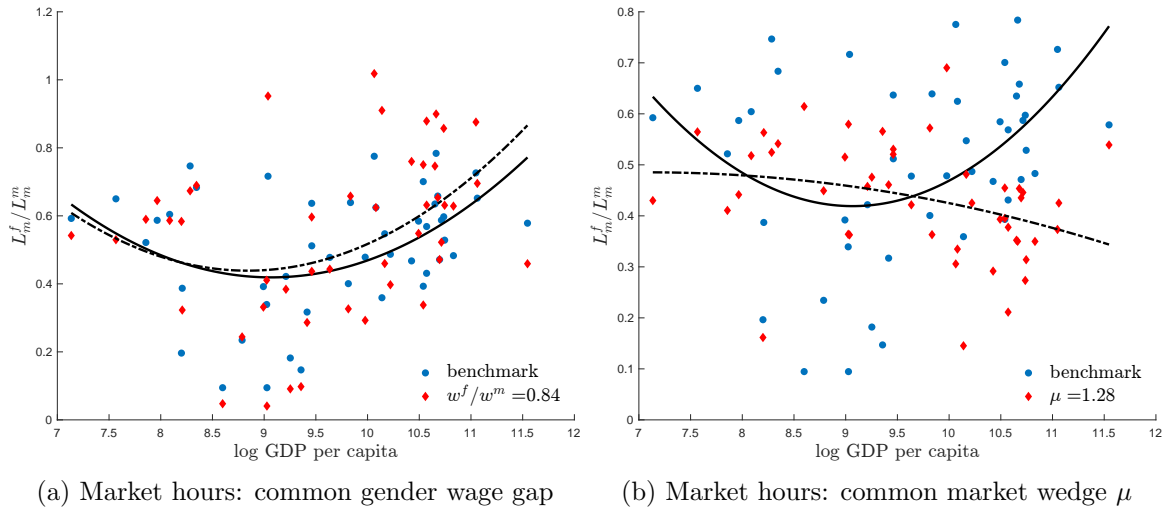 1.2
1
0.8
0.6
0.4
0.2
0
L_m^f / L_m^m
7 7.5 8 8.5 9 9.5 10 10.5 11 11.5 12
log GDP per capita
benchmark
w^f/w^m =0.84
(a) Market hours: common gender wage gap
0.8
0.7
0.6
0.5
0.4
0.3
0.2
0.1
0
L_m^f / L_m^m
7 7.5 8 8.5 9 9.5 10 10.5 11 11.5 12
log GDP per capita
benchmark
μ =1.28
(b) Market hours: common market wedge μ